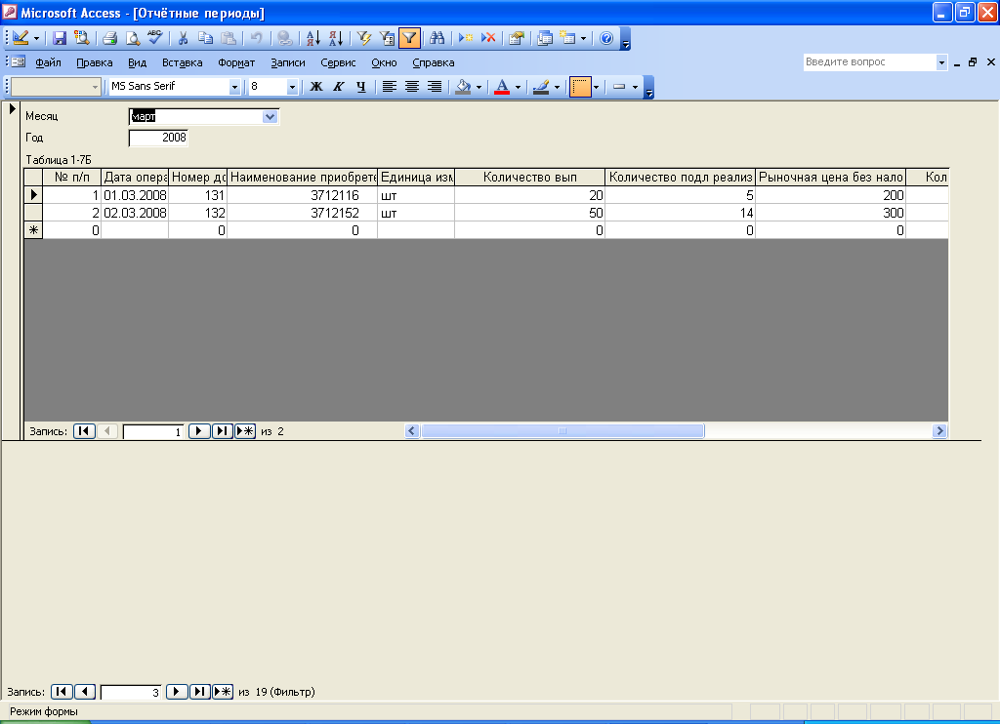 Microsoft Access - [Отчётные периоды]
Файл Правка Вид Вставка Формат Записи Сервис Окно Справка Введите вопрос
MS Sans Serif 8 Ж К Ч
Месяц март
Год 2008
Таблица 1-7Б
№ п/п Дата опера Номер до Наименование приобрете Единица изм Количество вып Количество подл реализ Рыночная цена без нало Кол
1 01.03.2008 131 3712116 шт 20 5 200
2 02.03.2008 132 3712152 шт 50 14 300
0 0 0 0 0 0
Запись: 1 из 2
Запись: 3 из 19 (Фильтр)
Режим формы